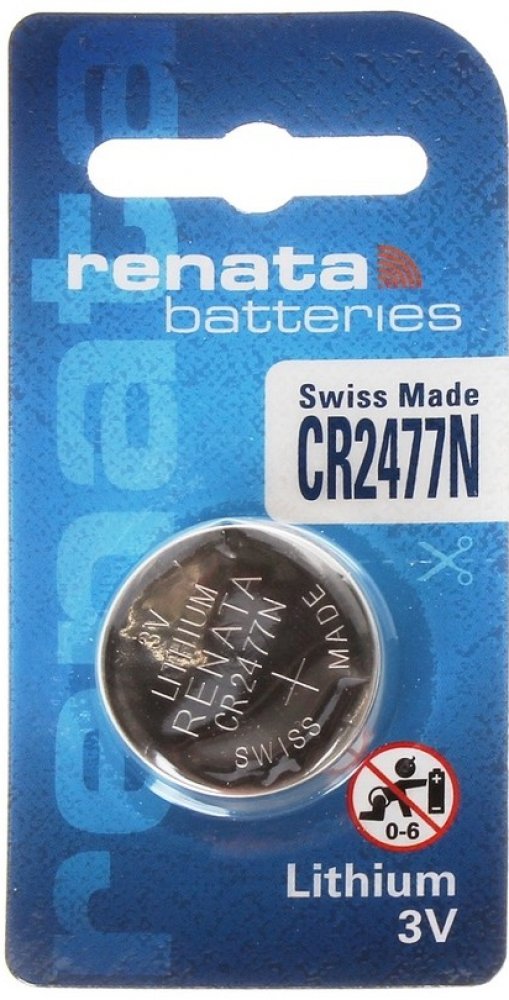 renata
renata
batteries
Swiss Made
CR2477N
3V
LITHIUM
RENATA
CR2477N
SWISS MADE
0-6
Lithium
3V